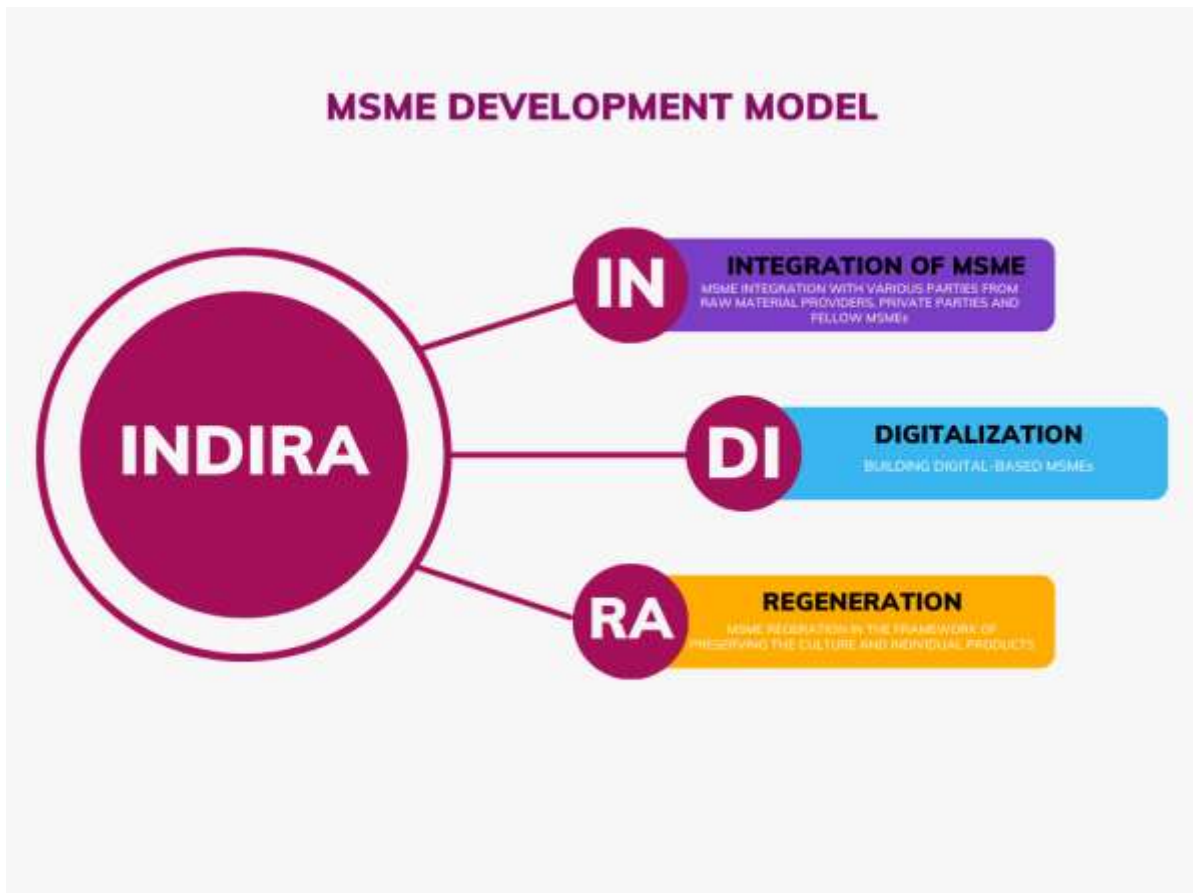 MSME DEVELOPMENT MODEL
INDIRA
IN
INTEGRATION OF MSME
MSME INTEGRATION WITH VARIOUS PARTIES FROM
RAW MATERIAL PROVIDERS, PRIVATE PARTIES AND
FELLOW MSMEs
DI
DIGITALIZATION
BUILDING DIGITAL-BASED MSMEs
RA
REGENERATION
MSME IN THE FRAMEWORK OF
PRESERVING THE CULTURE AND INDIVIDUAL PRODUCTS